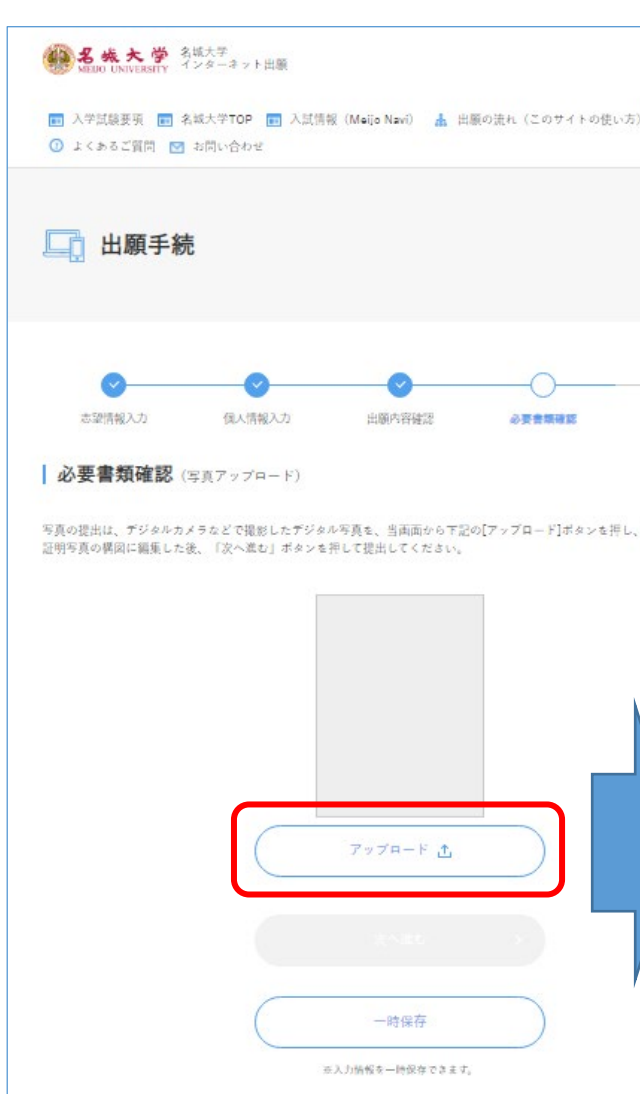 名城大学 名城大学
MEIJO UNIVERSITY インターネット出願
入学試験要項 名城大学TOP 入試情報（Meijo Navi） 出願の流れ（このサイトの使い方）
よくあるご質問 お問い合わせ
出願手続
志望情報入力 個人情報入力 出願内容確認 必要書類確認
必要書類確認（写真アップロード）
写真の提出は、デジタルカメラなどで撮影したデジタル写真を、当画面から下記の[アップロード]ボタンを押し、
証明写真の構図に編集した後、「次へ進む」ボタンを押して提出してください。
アップロード
次へ進む
一時保存
※入力情報を一時保存できます。